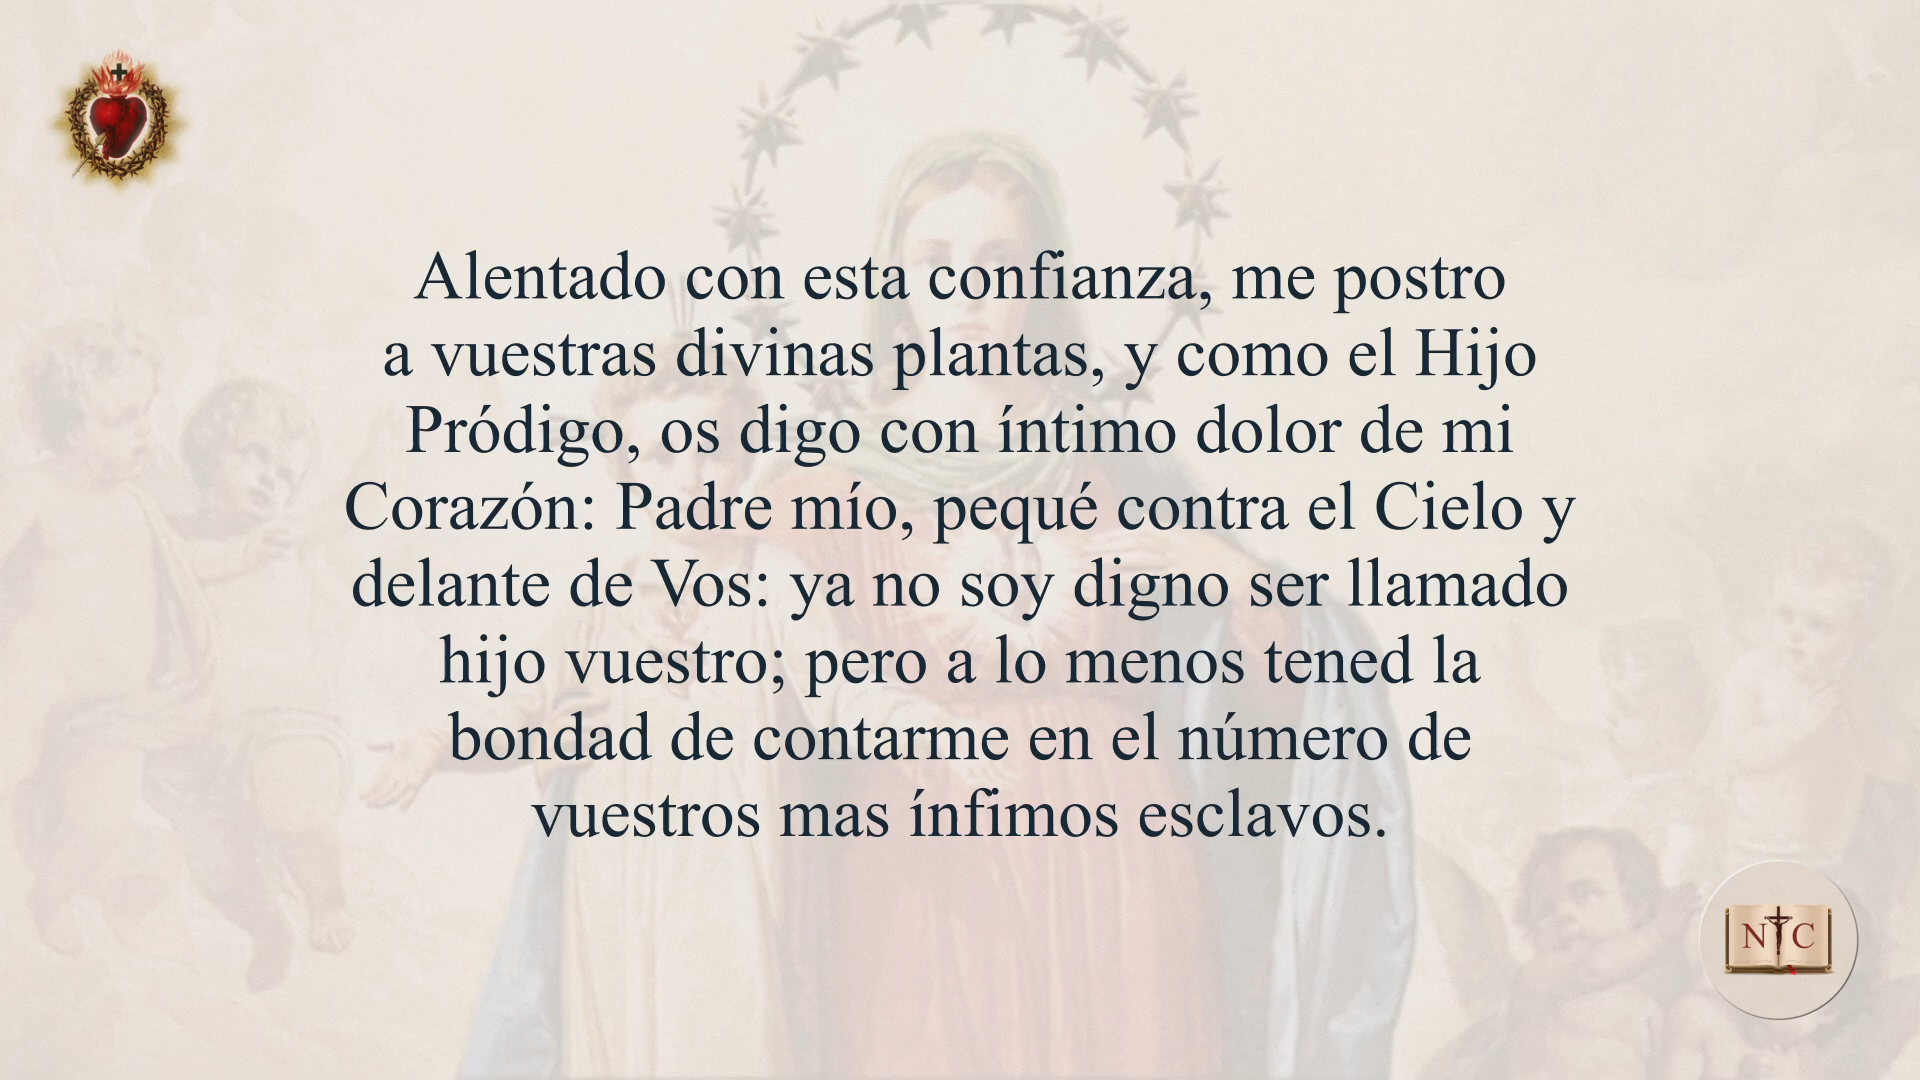 Alentado con esta confianza, me postro
a vuestras divinas plantas, y como el Hijo
Pródigo, os digo con íntimo dolor de mi
Corazón: Padre mío, pequé contra el Cielo y
delante de Vos: ya no soy digno ser llamado
hijo vuestro; pero a lo menos tened la
bondad de contarme en el número de
vuestros mas ínfimos esclavos.
N C